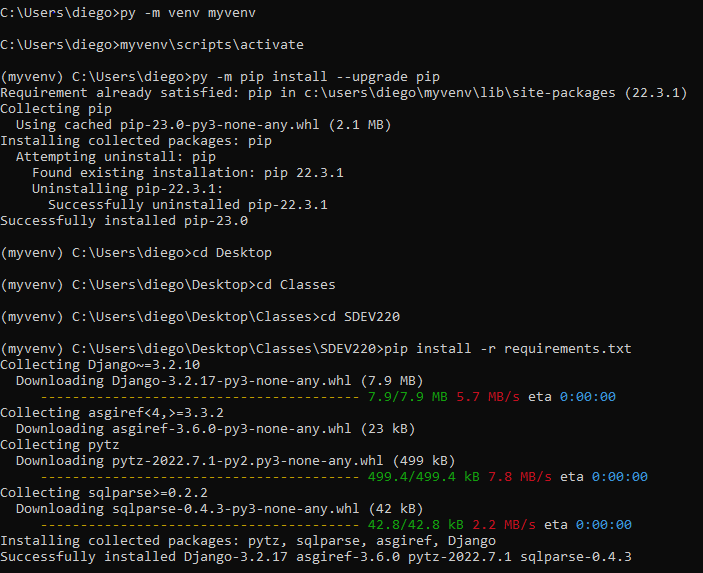 C:\Users\diego>py -m venv myvenv
C:\Users\diego>myvenv\scripts\activate
(myvenv) C:\Users\diego>py -m pip install --upgrade pip
Requirement already satisfied: pip in c:\users\diego\myvenv\lib\site-packages (22.3.1)
Collecting pip
  Using cached pip-23.0-py3-none-any.whl (2.1 MB)
Installing collected packages: pip
  Attempting uninstall: pip
    Found existing installation: pip 22.3.1
    Uninstalling pip-22.3.1:
      Successfully uninstalled pip-22.3.1
Successfully installed pip-23.0
(myvenv) C:\Users\diego>cd Desktop
(myvenv) C:\Users\diego\Desktop>cd Classes
(myvenv) C:\Users\diego\Desktop\Classes>cd SDEV220
(myvenv) C:\Users\diego\Desktop\Classes\SDEV220>pip install -r requirements.txt
Collecting Django~=3.2.10
  Downloading Django-3.2.17-py3-none-any.whl (7.9 MB)
     ---------------------------------------- 7.9/7.9 MB 5.7 MB/s eta 0:00:00
Collecting asgiref<4,>=3.3.2
  Downloading asgiref-3.6.0-py3-none-any.whl (23 kB)
Collecting pytz
  Downloading pytz-2022.7.1-py2.py3-none-any.whl (499 kB)
     ---------------------------------------- 499.4/499.4 kB 7.8 MB/s eta 0:00:00
Collecting sqlparse>=0.2.2
  Downloading sqlparse-0.4.3-py3-none-any.whl (42 kB)
     ---------------------------------------- 42.8/42.8 kB 2.2 MB/s eta 0:00:00
Installing collected packages: pytz, sqlparse, asgiref, Django
Successfully installed Django-3.2.17 asgiref-3.6.0 pytz-2022.7.1 sqlparse-0.4.3